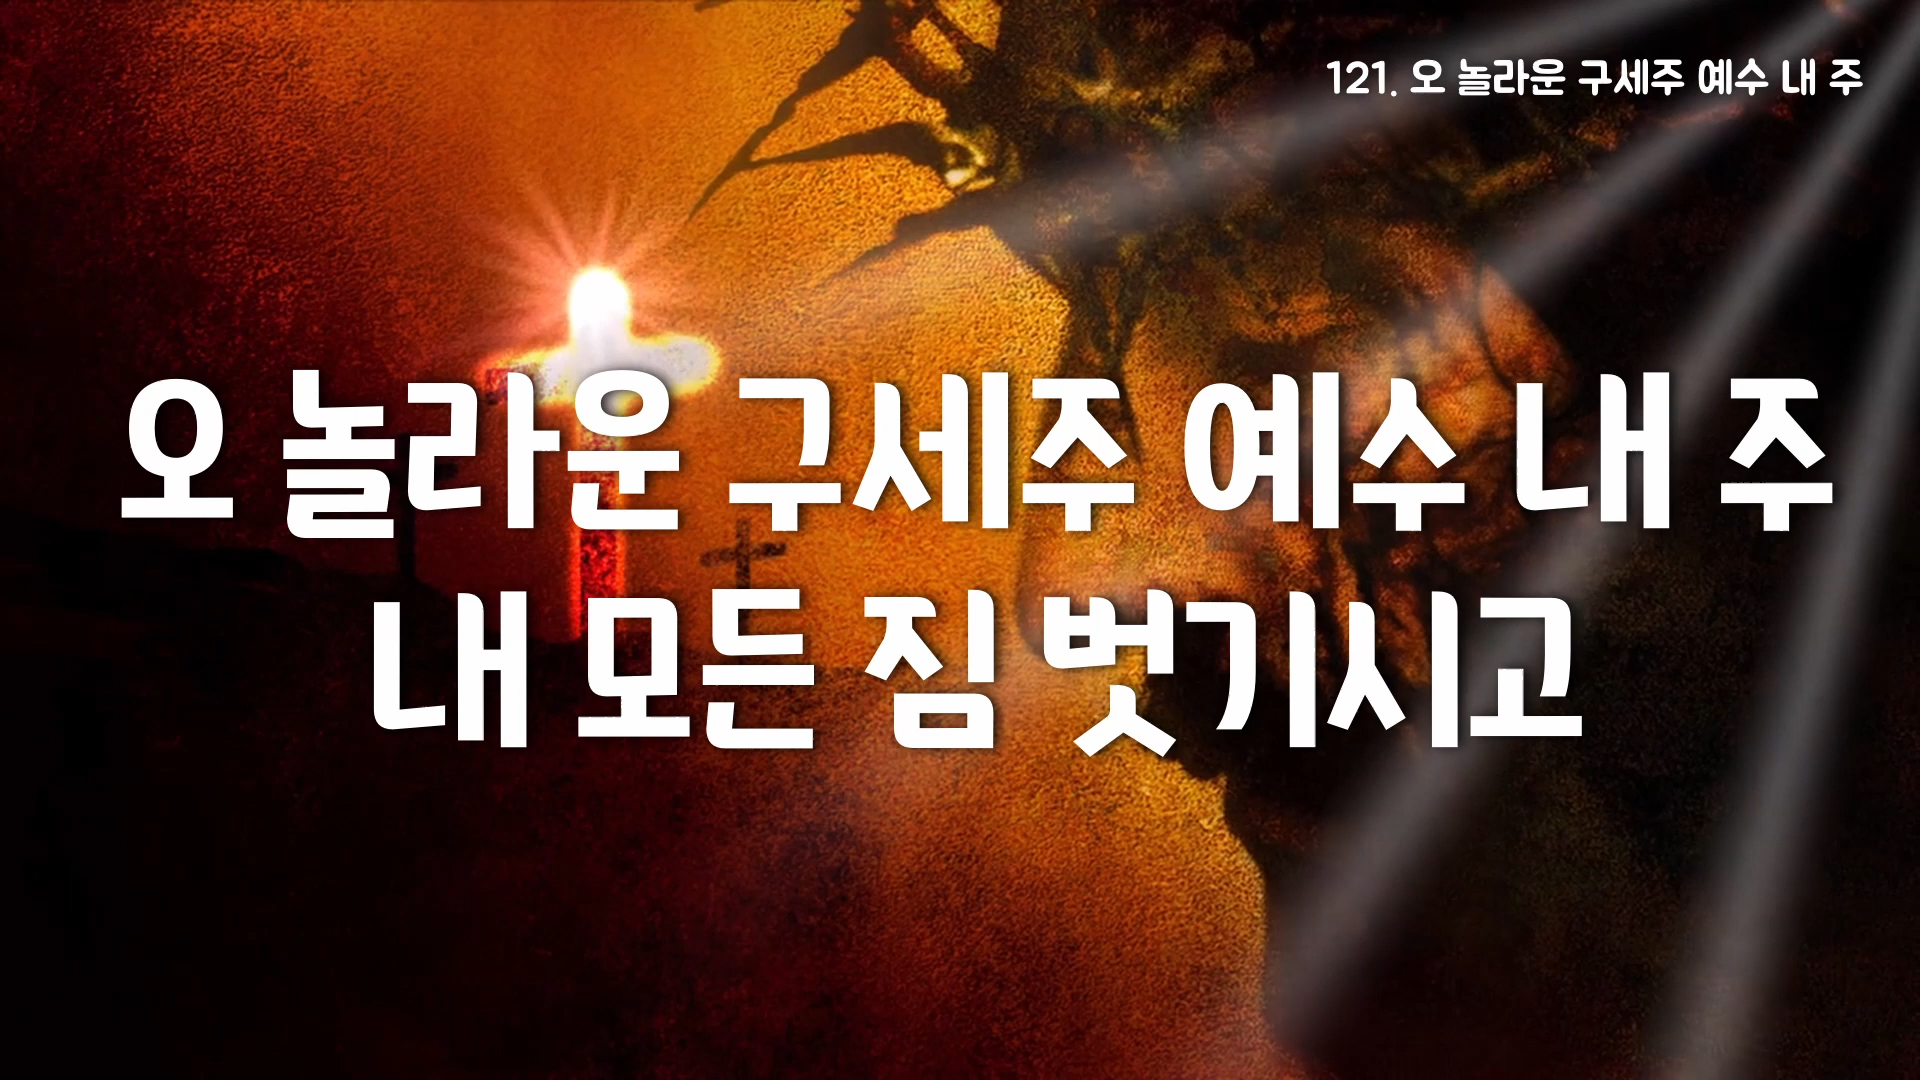 121. 오 놀라운 구세주 예수 내 주
오 놀라운 구세주 예수 내 주
내 모든 짐 벗기시고